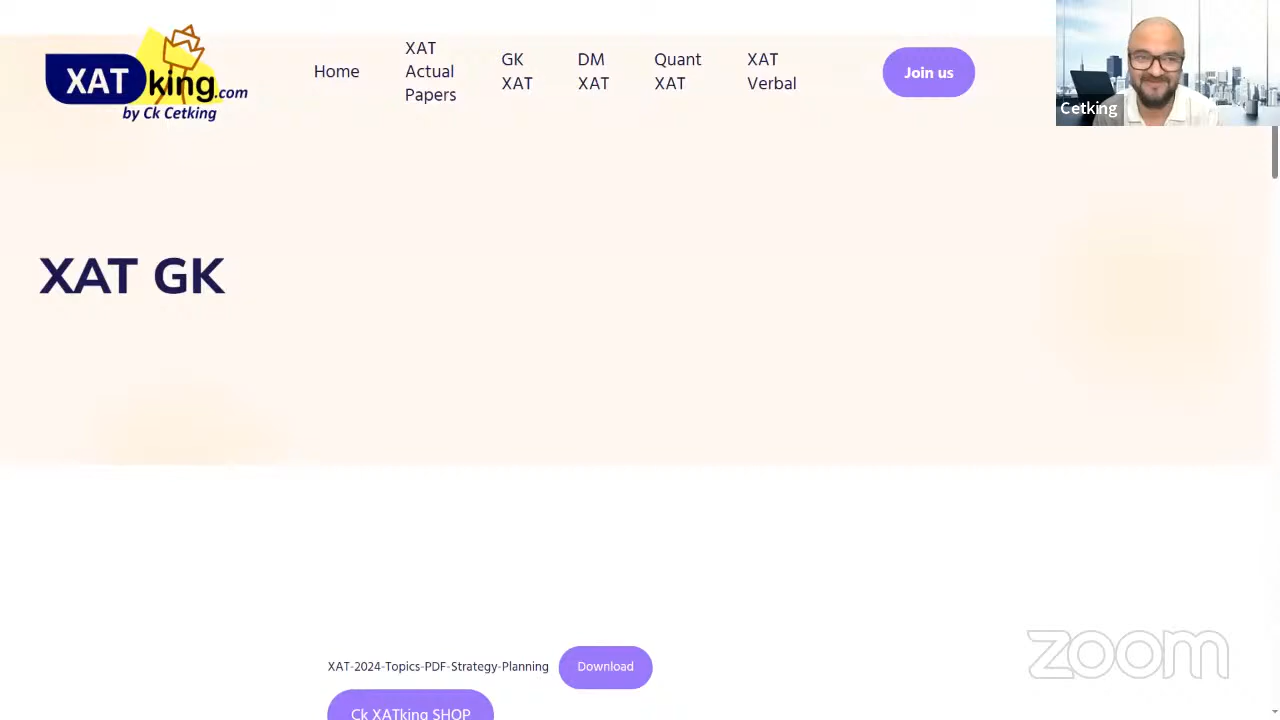 XAT king.com
by Ck Cetking
Home
XAT
Actual
Papers
GK
XAT
DM
XAT
Quant
XAT
XAT
Verbal
Join us
Cetking
XAT GK
XAT-2024-Topics-PDF-Strategy-Planning
Download
Ck XATking SHOP
zoom